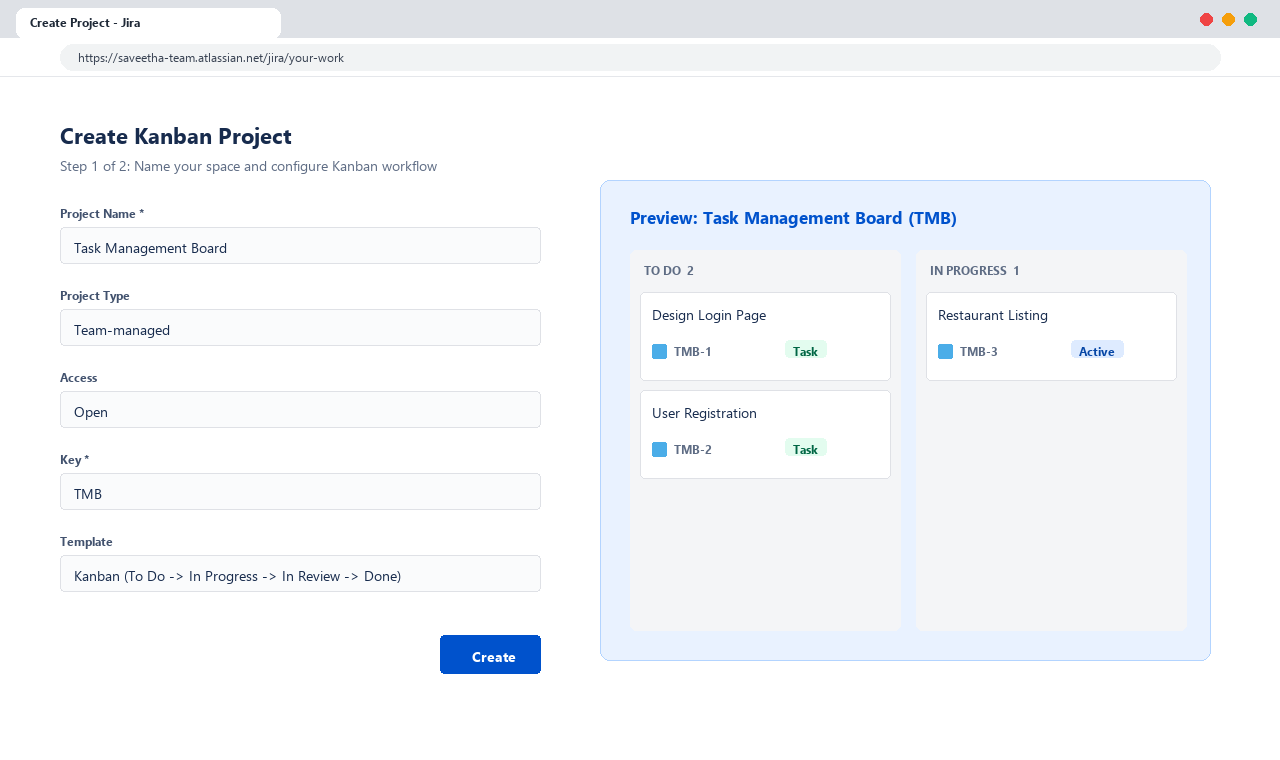 Create Project - Jira
https://saveetha-team.atlassian.net/jira/your-work
Create Kanban Project
Step 1 of 2: Name your space and configure Kanban workflow
Project Name *
Task Management Board
Project Type
Team-managed
Access
Open
Key *
TMB
Template
Kanban (To Do -> In Progress -> In Review -> Done)
Create
Preview: Task Management Board (TMB)
TO DO 2
Design Login Page
TMB-1 Task
User Registration
TMB-2 Task
IN PROGRESS 1
Restaurant Listing
TMB-3 Active